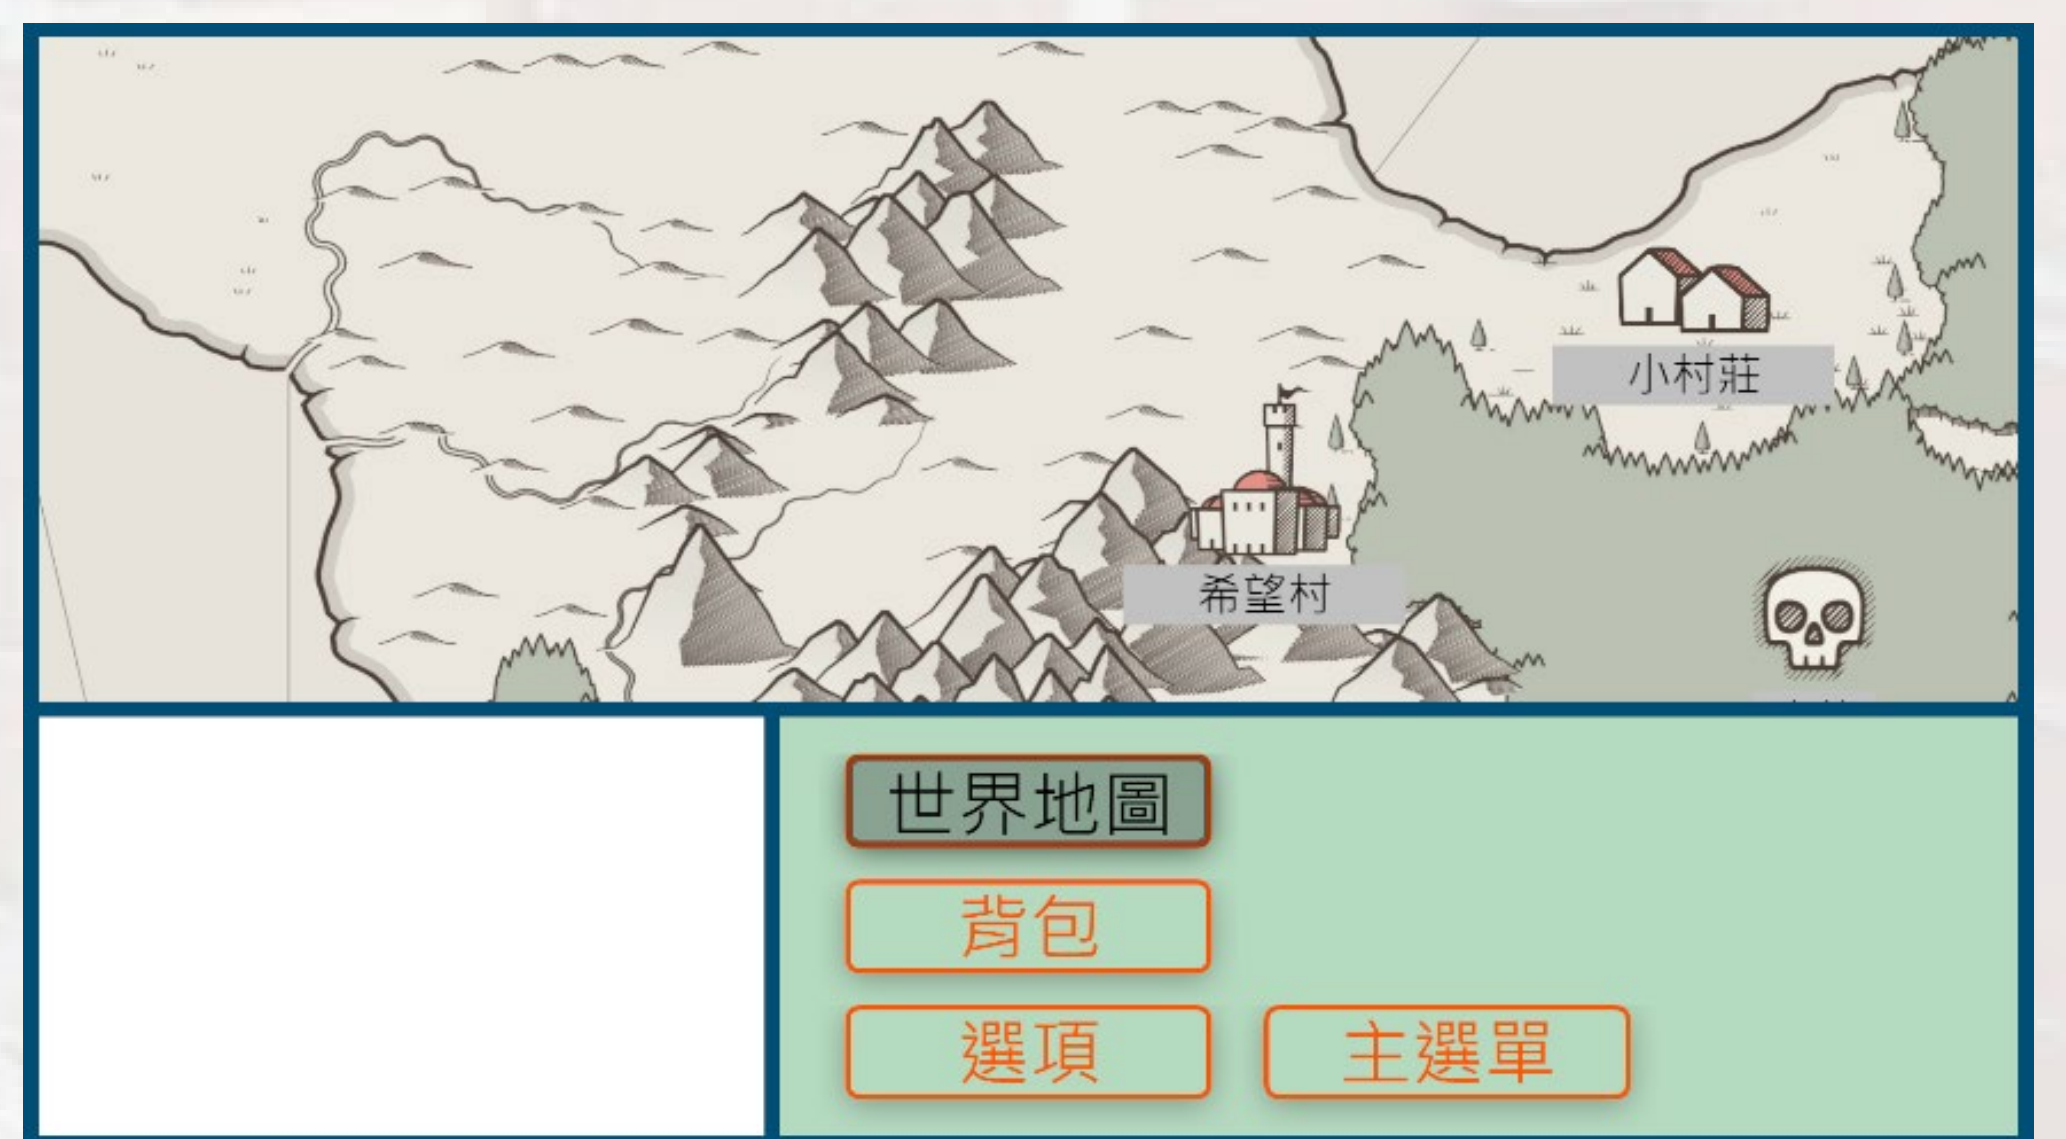 小村莊
希望村
世界地圖
背包
選項 主選單